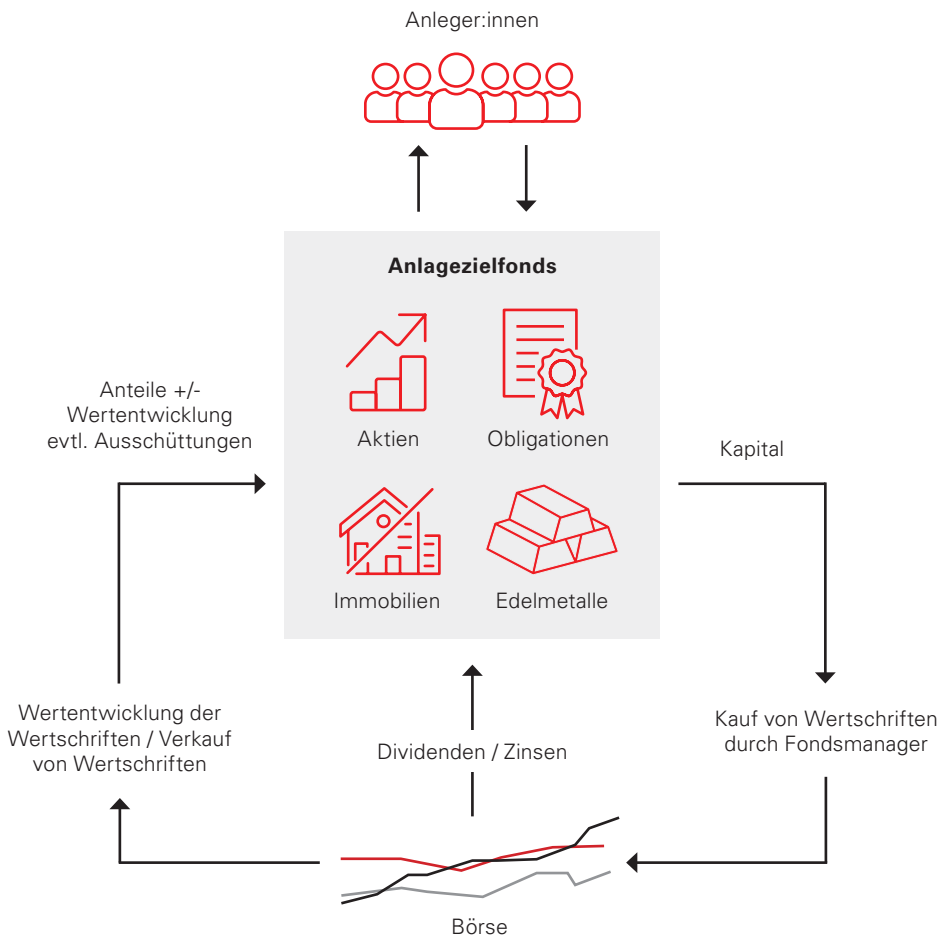 Anleger:innen
Anlagezielfonds
Aktien
Obligationen
Immobilien
Edelmetalle
Anteile +/-
Wertentwicklung
evtl. Ausschüttungen
Kapital
Wertentwicklung der
Wertschriften / Verkauf
von Wertschriften
Dividenden / Zinsen
Kauf von Wertschriften
durch Fondsmanager
Börse